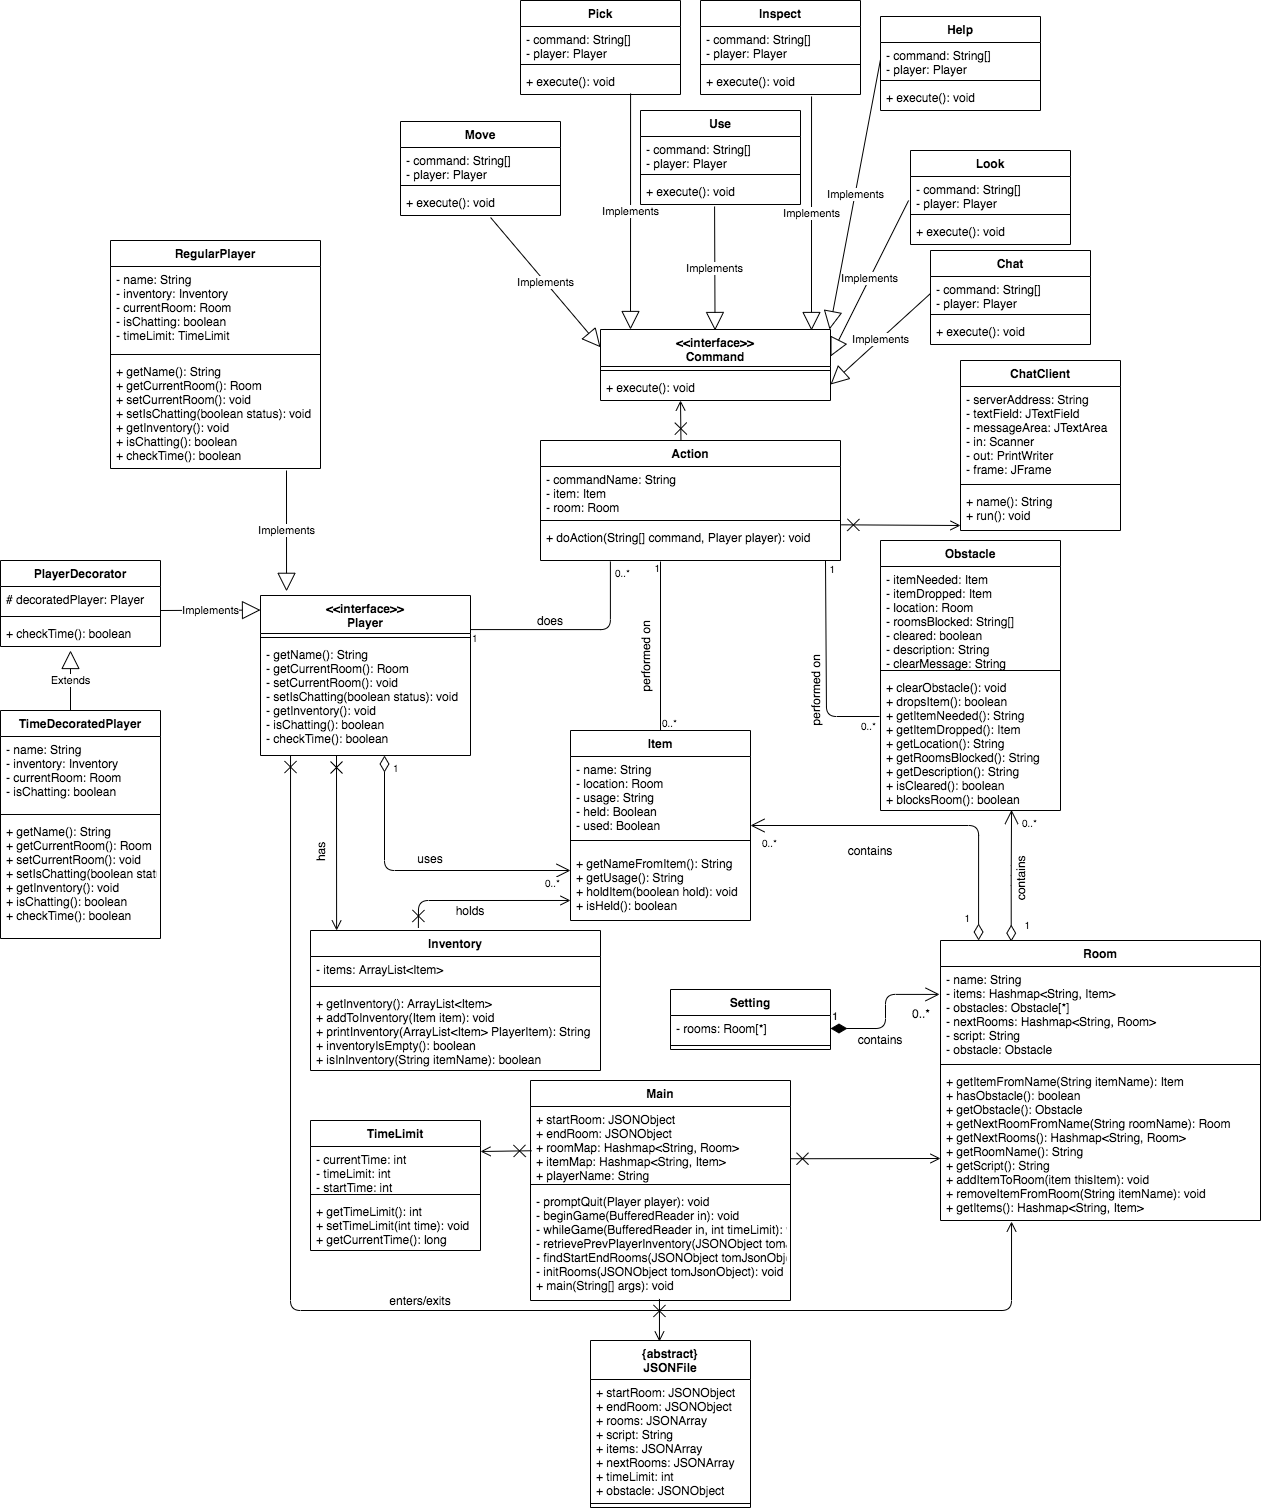 Pick
- command: String[]
- player: Player
+ execute(): void
Inspect
- command: String[]
- player: Player
+ execute(): void
Help
- command: String[]
- player: Player
+ execute(): void
Move
- command: String[]
- player: Player
+ execute(): void
Use
- command: String[]
- player: Player
+ execute(): void
Look
- command: String[]
- player: Player
+ execute(): void
Chat
- command: String[]
- player: Player
+ execute(): void
Implements
Implements
Implements
Implements
Implements
Implements
Implements
RegularPlayer
- name: String
- inventory: Inventory
- currentRoom: Room
- isChatting: boolean
- timeLimit: TimeLimit
+ getName(): String
+ getCurrentRoom(): Room
+ setCurrentRoom(): void
+ setIsChatting(boolean status): void
+ getInventory(): void
+ isChatting(): boolean
+ checkTime(): boolean
<<interface>>
Command
+ execute(): void
ChatClient
- serverAddress: String
- textField: JTextField
- messageArea: JTextArea
- in: Scanner
- out: PrintWriter
- frame: JFrame
+ name(): String
+ run(): void
Action
- commandName: String
- item: Item
- room: Room
+ doAction(String[] command, Player player): void
Implements
PlayerDecorator
# decoratedPlayer: Player
+ checkTime(): boolean
Implements
Extends
<<interface>>
Player
- getName(): String
- getCurrentRoom(): Room
- setCurrentRoom(): void
- setIsChatting(boolean status): void
- getInventory(): void
- isChatting(): boolean
- checkTime(): boolean
1
does
0..*
1
performed on
0..*
1
performed on
0..*
Obstacle
- itemNeeded: Item
- itemDropped: Item
- location: Room
- roomsBlocked: String[]
- cleared: boolean
- description: String
- clearMessage: String
+ clearObstacle(): void
+ dropsItem(): boolean
+ getItemNeeded(): String
+ getItemDropped(): Item
+ getLocation(): String
+ getRoomsBlocked(): String
+ getDescription(): String
+ isCleared(): boolean
+ blocksRoom(): boolean
TimeDecoratedPlayer
- name: String
- inventory: Inventory
- currentRoom: Room
- isChatting: boolean
+ getName(): String
+ getCurrentRoom(): Room
+ setCurrentRoom(): void
+ setIsChatting(boolean stat
+ getInventory(): void
+ isChatting(): boolean
+ checkTime(): boolean
Item
- name: String
- location: Room
- usage: String
- held: Boolean
- used: Boolean
+ getNameFromItem(): String
+ getUsage(): String
+ holdItem(boolean hold): void
+ isHeld(): boolean
1
has
uses
0..*
holds
0..*
contains
1
0..*
contains
1
Inventory
- items: ArrayList<Item>
+ getInventory(): ArrayList<Item>
+ addToInventory(Item item): void
+ printInventory(ArrayList<Item> PlayerItem): String
+ inventoryIsEmpty(): boolean
+ isInInventory(String itemName): boolean
Setting
- rooms: Room[*]
1
contains
0..*
Room
- name: String
- items: Hashmap<String, Item>
- obstacles: Obstacle[*]
- nextRooms: Hashmap<String, Room>
- script: String
- obstacle: Obstacle
+ getItemFromName(String itemName): Item
+ hasObstacle(): boolean
+ getObstacle(): Obstacle
+ getNextRoomFromName(String roomName): Room
+ getNextRooms(): Hashmap<String, Room>
+ getRoomName(): String
+ getScript(): String
+ addItemToRoom(item thisItem): void
+ removeItemFromRoom(String itemName): void
+ getItems(): Hashmap<String, Item>
TimeLimit
- currentTime: int
- timeLimit: int
- startTime: int
+ getTimeLimit(): int
+ setTimeLimit(int time): void
+ getCurrentTime(): long
Main
+ startRoom: JSONObject
+ endRoom: JSONObject
+ roomMap: Hashmap<String, Room>
+ itemMap: Hashmap<String, Item>
+ playerName: String
- promptQuit(Player player): void
- beginGame(BufferedReader in): void
- whileGame(BufferedReader in, int timeLimit):
- retrievePrevPlayerInventory(JSONObject tom
- findStartEndRooms(JSONObject tomJsonObj
- initRooms(JSONObject tomJsonObject): void
+ main(String[] args): void
enters/exits
{abstract}
JSONFile
+ startRoom: JSONObject
+ endRoom: JSONObject
+ rooms: JSONArray
+ script: String
+ items: JSONArray
+ nextRooms: JSONArray
+ timeLimit: int
+ obstacle: JSONObject